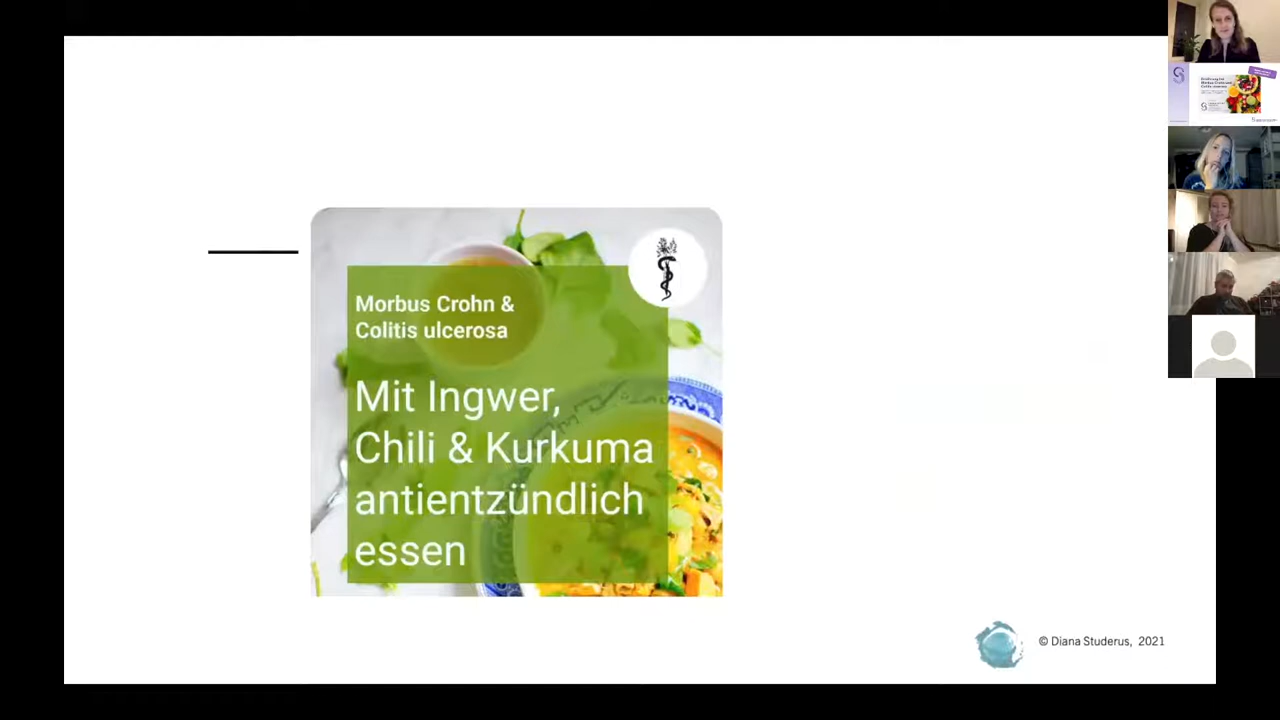 Morbus Crohn &
Colitis ulcerosa
Mit Ingwer,
Chili & Kurkuma
antientzündlich
essen
© Diana Studerus, 2021